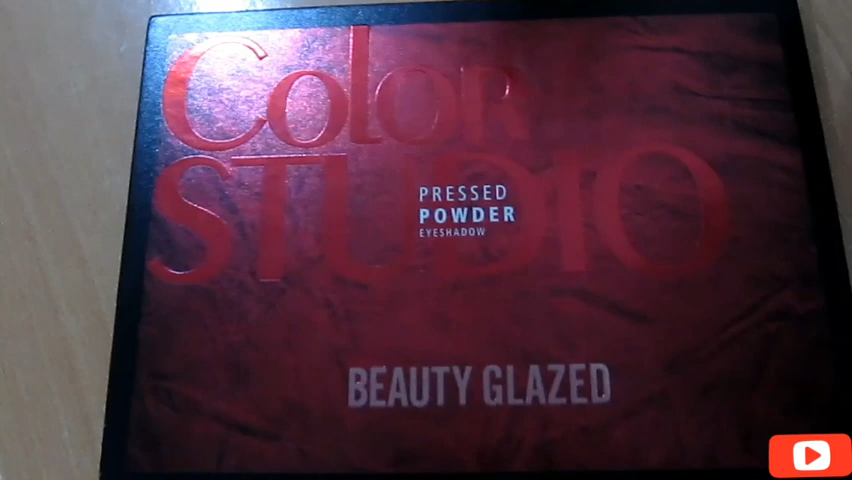 Color
STUDIO
PRESSED
POWDER
EYESHADOW
BEAUTY GLAZED